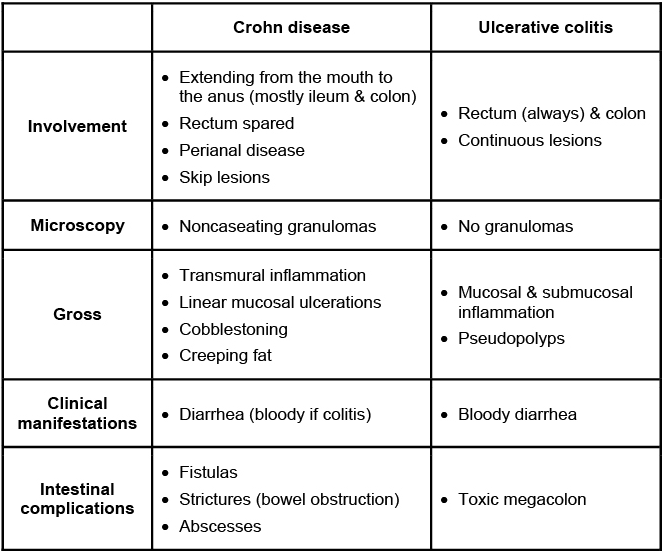 Crohn disease
Ulcerative colitis
Involvement
• Extending from the mouth to
the anus (mostly ileum & colon)
• Rectum spared
• Perianal disease
• Skip lesions
• Rectum (always) & colon
• Continuous lesions
Microscopy
• Noncaseating granulomas
• No granulomas
Gross
• Transmural inflammation
• Linear mucosal ulcerations
• Cobblestoning
• Creeping fat
• Mucosal & submucosal
inflammation
• Pseudopolyps
Clinical
manifestations
• Diarrhea (bloody if colitis)
• Bloody diarrhea
Intestinal
complications
• Fistulas
• Strictures (bowel obstruction)
• Abscesses
• Toxic megacolon